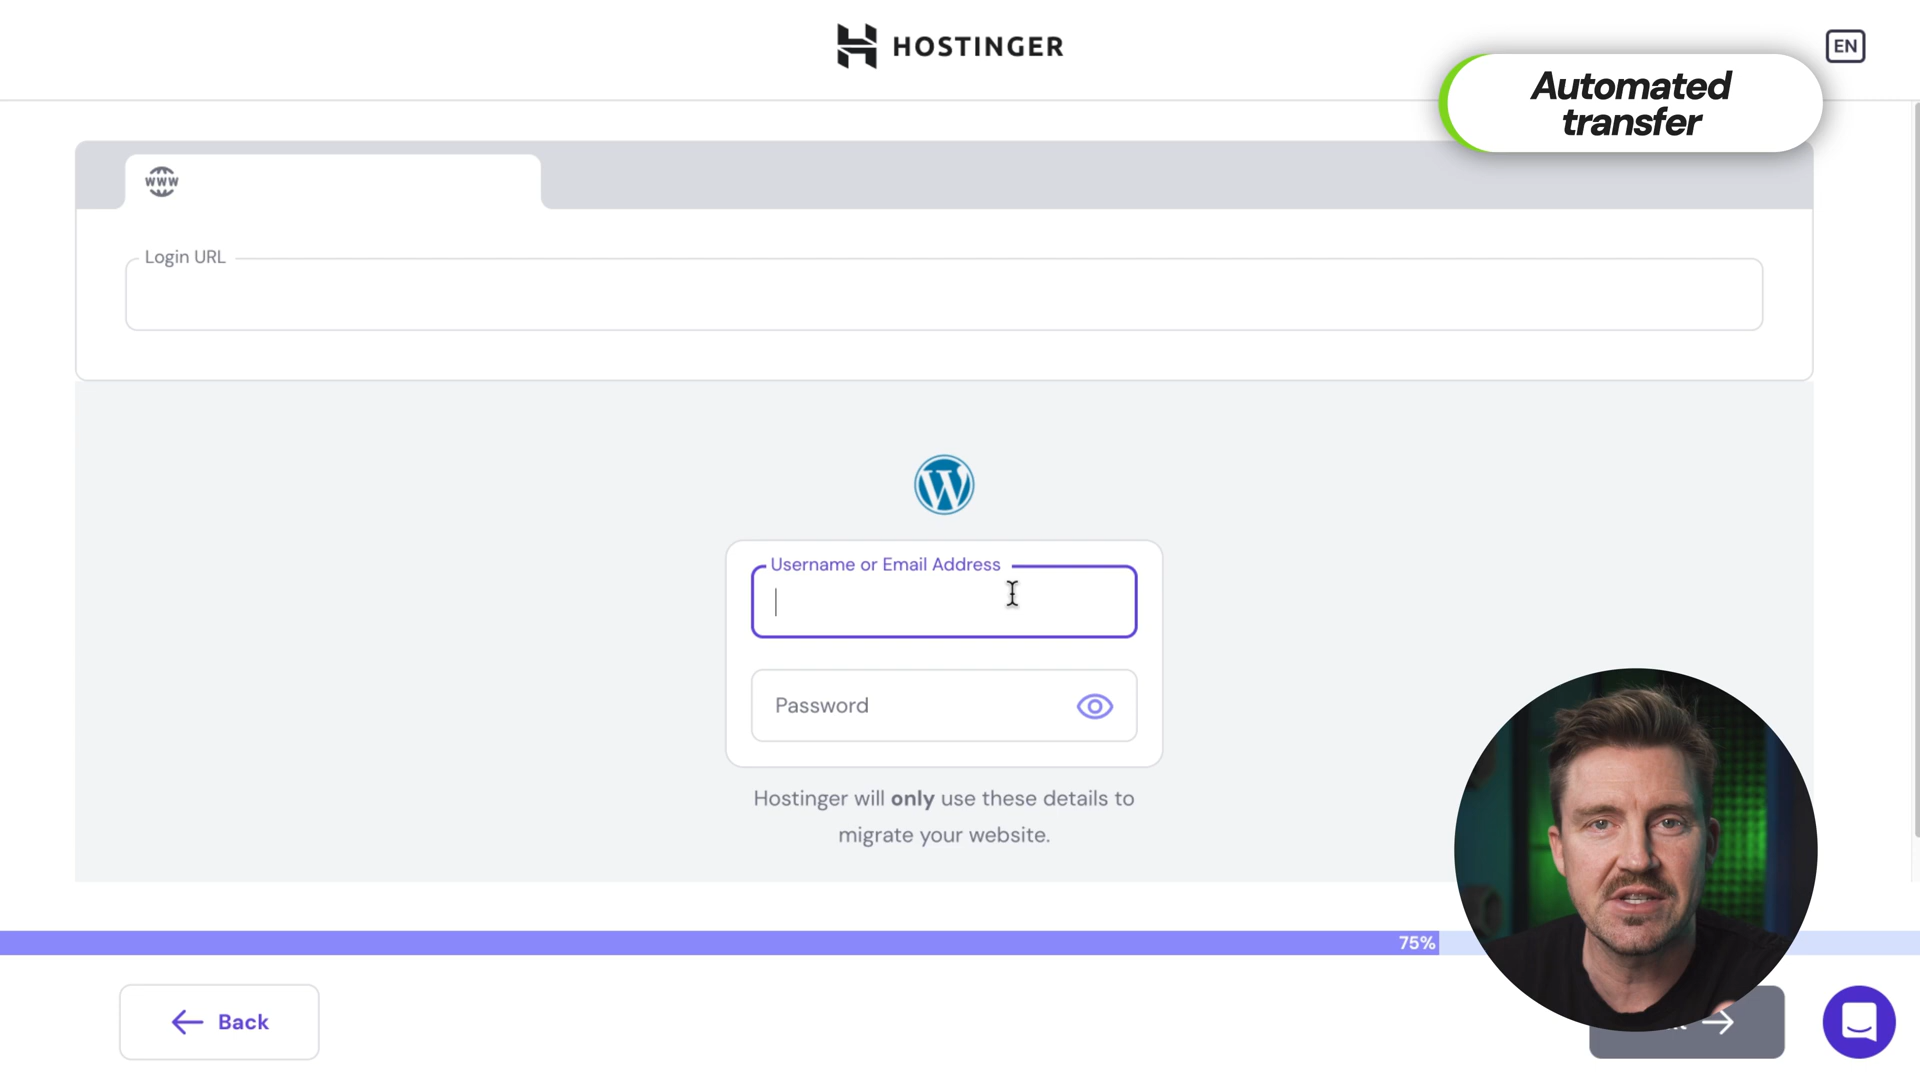 HOSTINGER
EN
Automated
transfer
WWW
Login URL
Username or Email Address
Password
Hostinger will only use these details to
migrate your website.
75%
Back